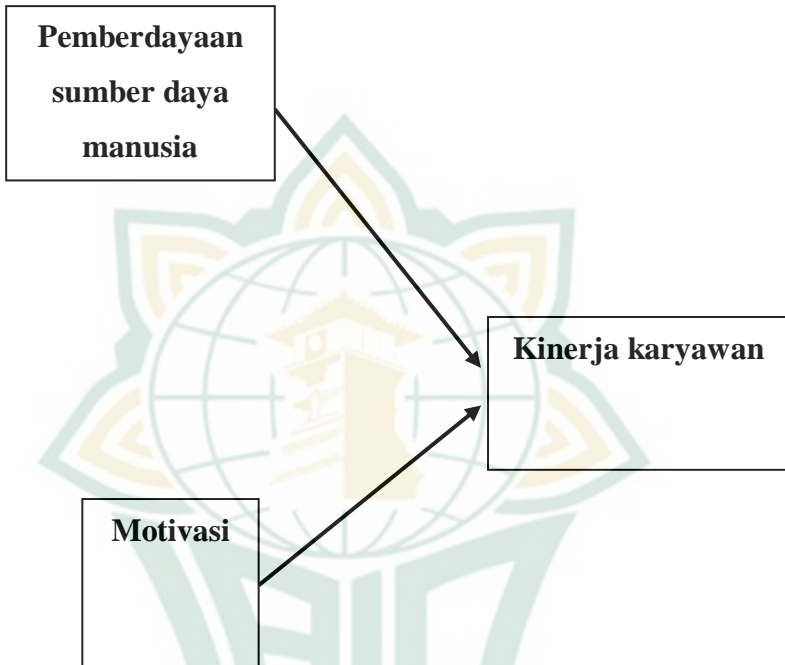 Pemberdayaan
sumber daya
manusia
Kinerja karyawan
Motivasi